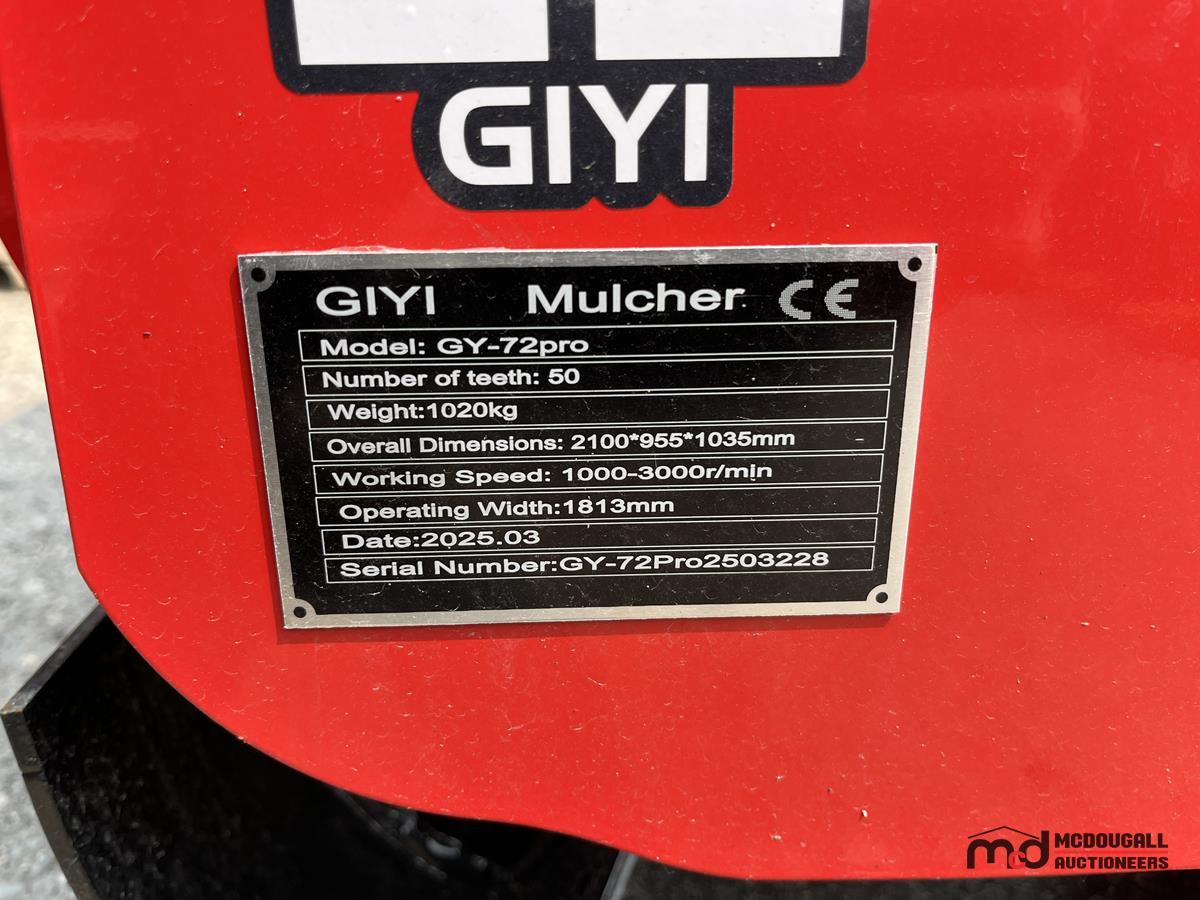 GIYI
GIYI Mulcher CE
Model: GY-72pro
Number of teeth: 50
Weight:1020kg
Overall Dimensions: 2100*955*1035mm
Working Speed: 1000-3000r/min
Operating Width:1813mm
Date:2025.03
Serial Number:GY-72Pro2503228
mcd MCDOUGALL
AUCTIONEERS